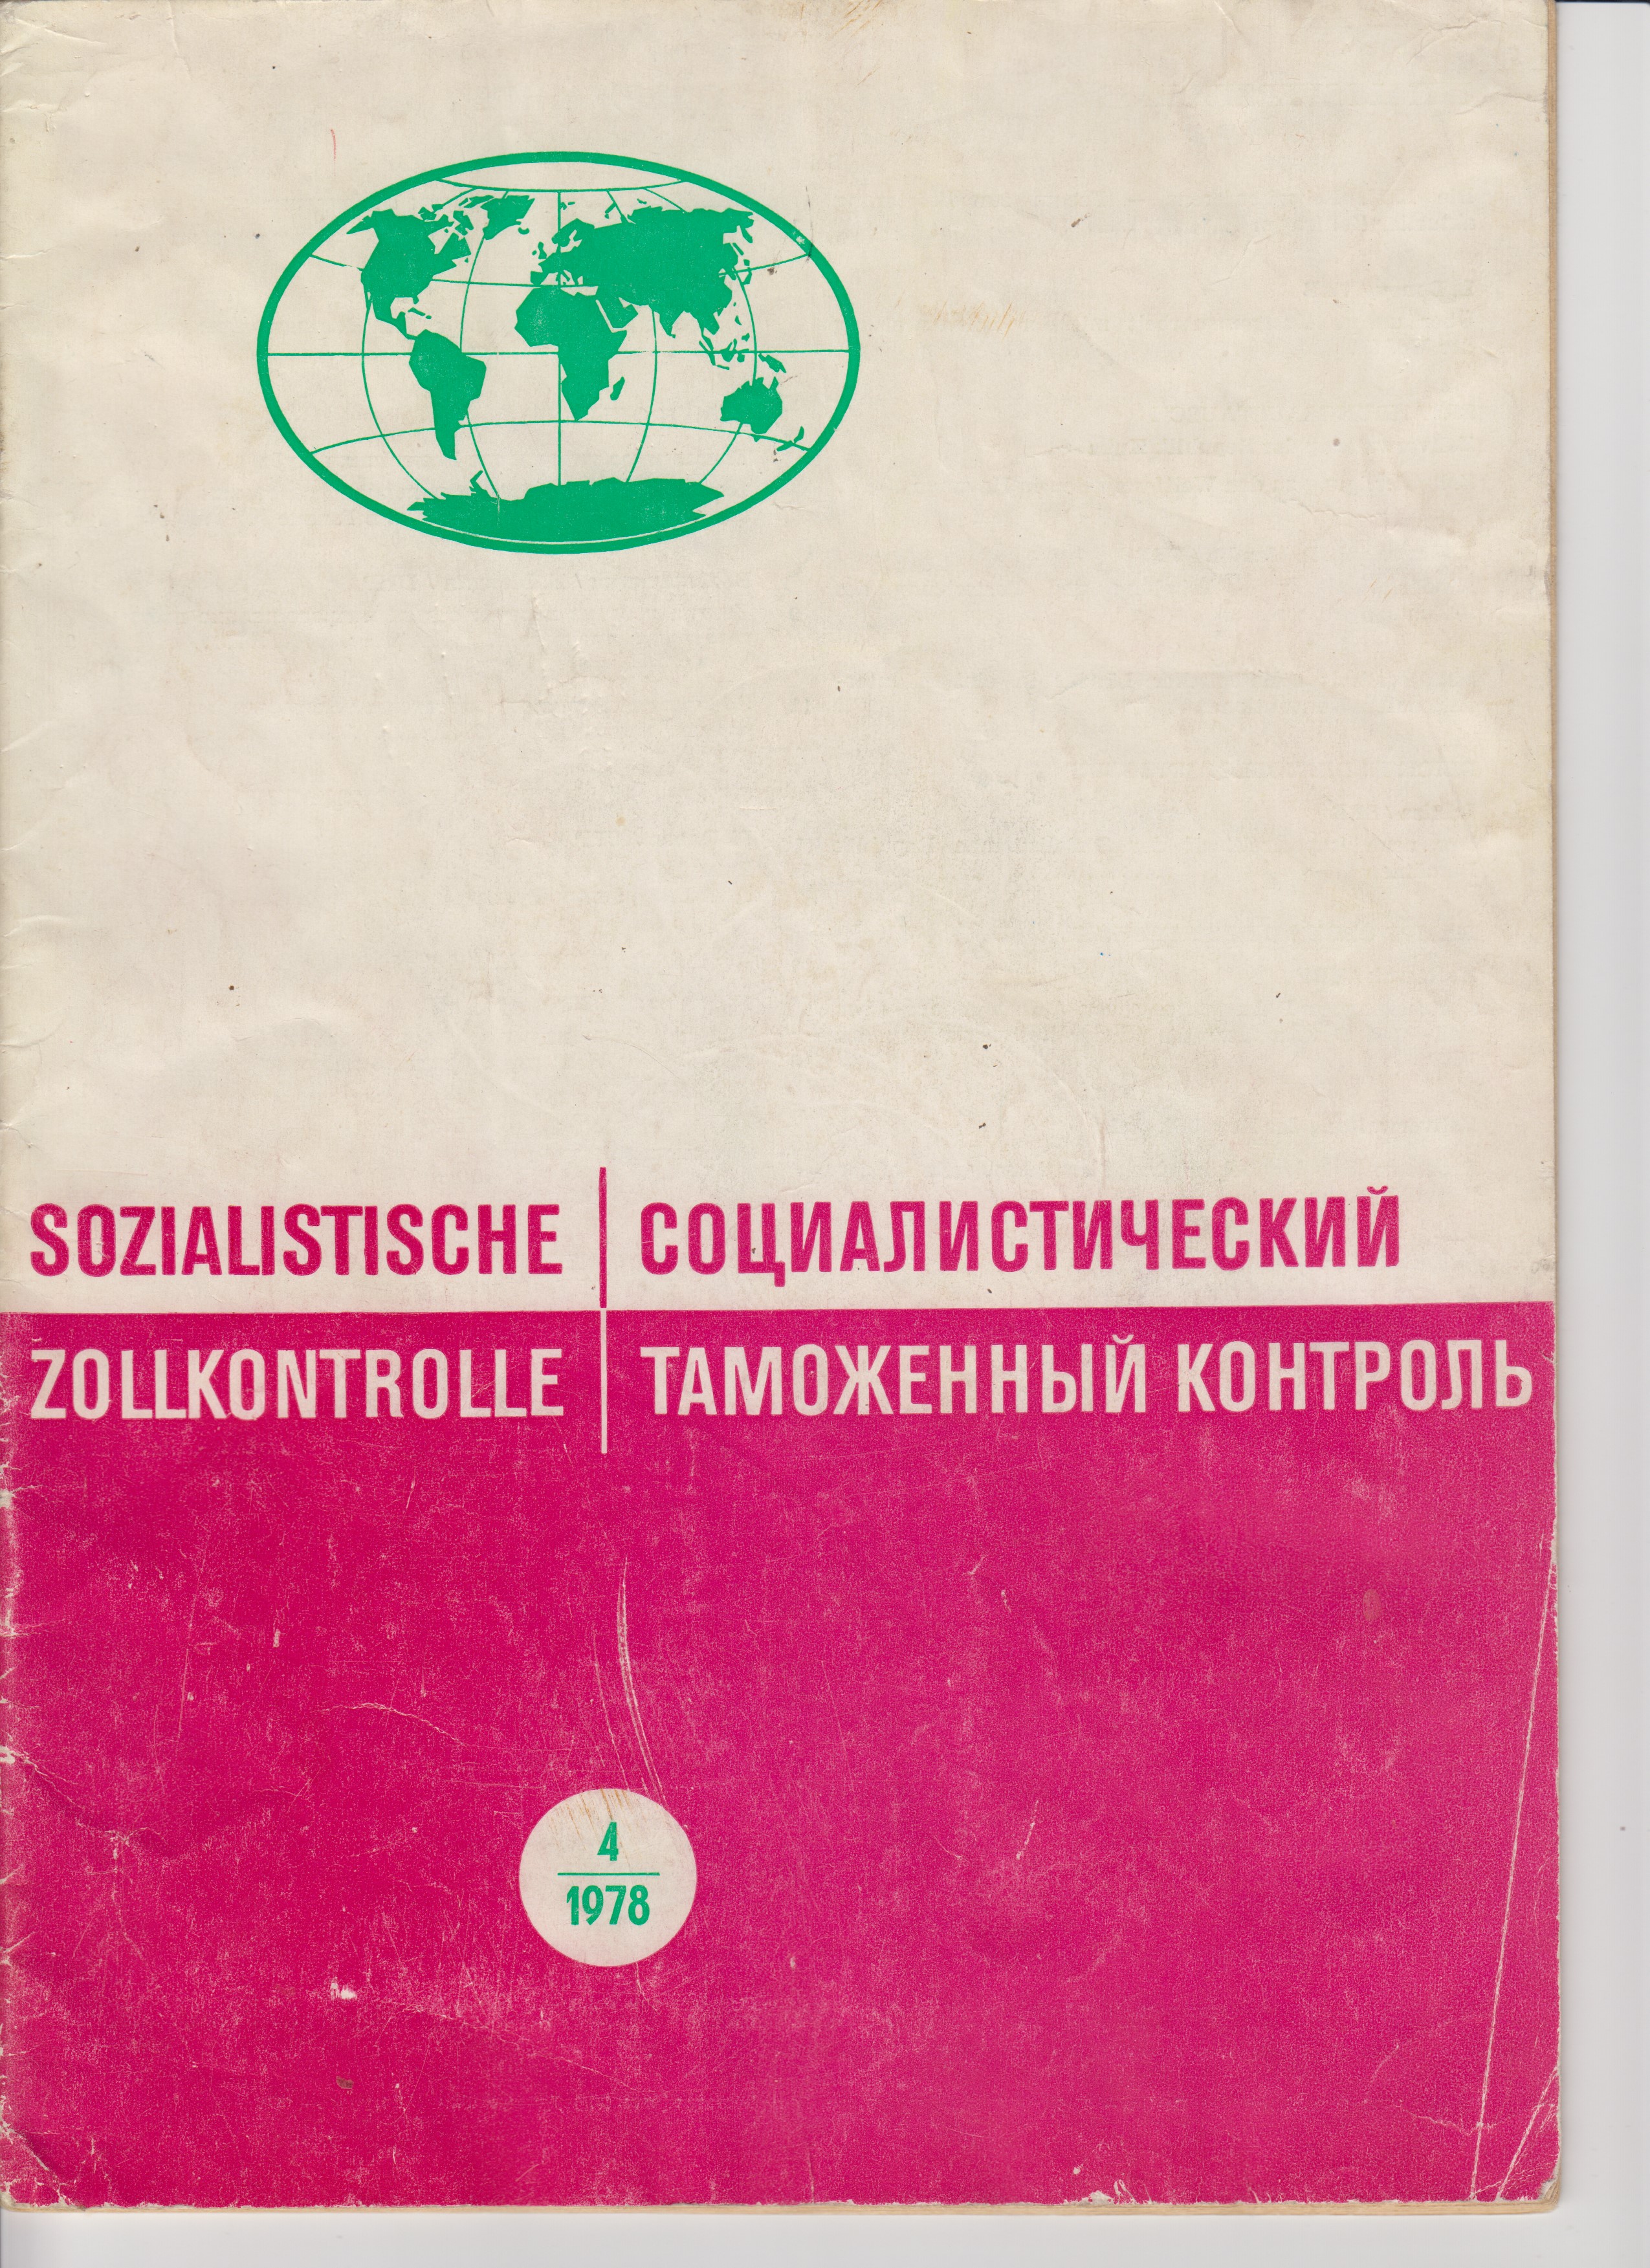 SOZIALISTISCHE
ZOLLKONTROLLE
СОЦИАЛИСТИЧЕСКИЙ
ТАМОЖЕННЫЙ КОНТРОЛЬ
4
1978